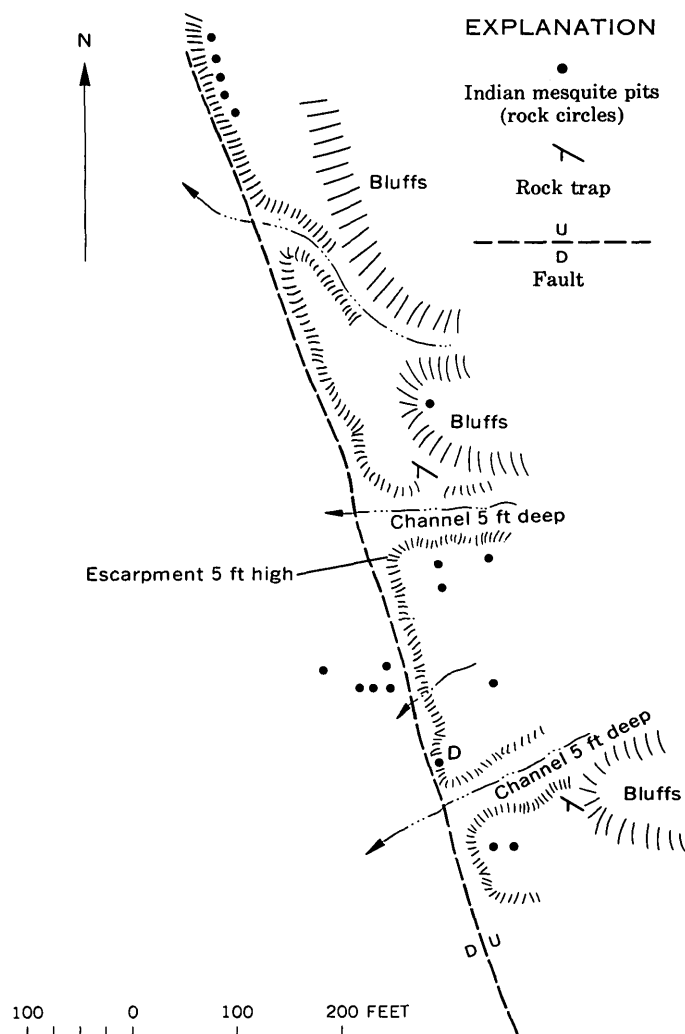 N
EXPLANATION
Indian mesquite pits
(rock circles)
Rock trap
U
D
Fault
Bluffs
Bluffs
Channel 5 ft deep
Escarpment 5 ft high
D
Channel 5 ft deep
Bluffs
D U
100 0 100 200 FEET